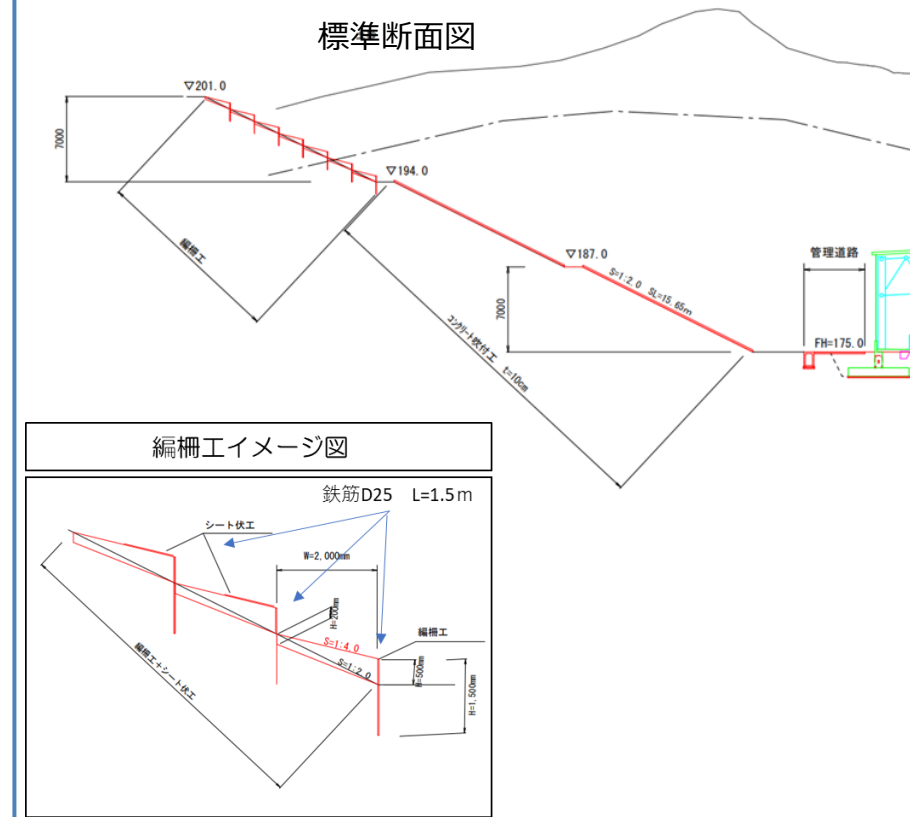 標準断面図
▽201.0
7000
▽194.0
編柵工
▽187.0
管理道路
S=1:2.0 SL=15.65m
7000
FH=175.0
コンクリート吹付工 t=10cm
編柵工イメージ図
鉄筋D25 L=1.5m
シート伏工
W=2,000mm
H=200mm
編柵工
S=1:4.0
S=1:2.0
H=500mm
H=1,500mm
編柵工+シート伏工